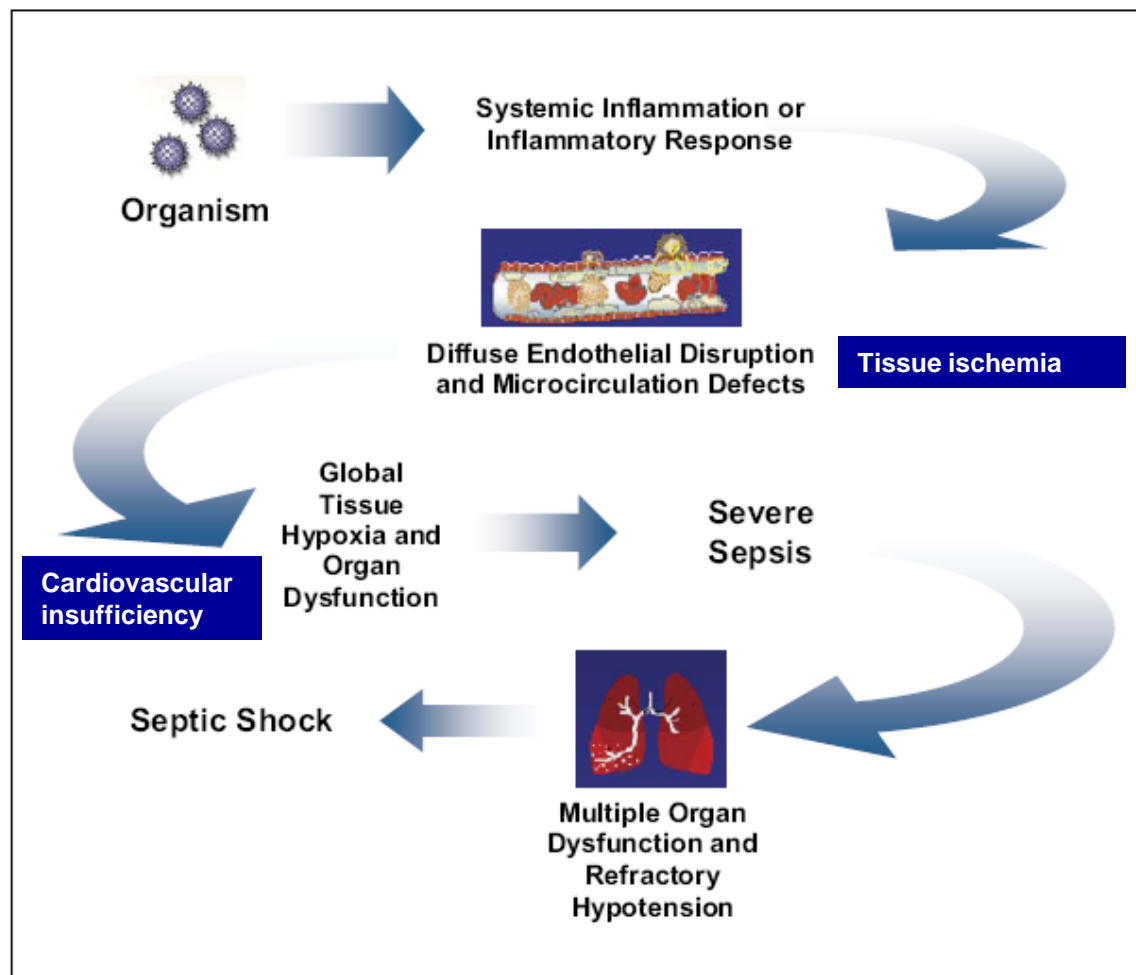 Organism
Systemic Inflammation or
Inflammatory Response
Diffuse Endothelial Disruption
and Microcirculation Defects
Tissue ischemia
Cardiovascular
insufficiency
Global
Tissue
Hypoxia and
Organ
Dysfunction
Severe
Sepsis
Multiple Organ
Dysfunction and
Refractory
Hypotension
Septic Shock